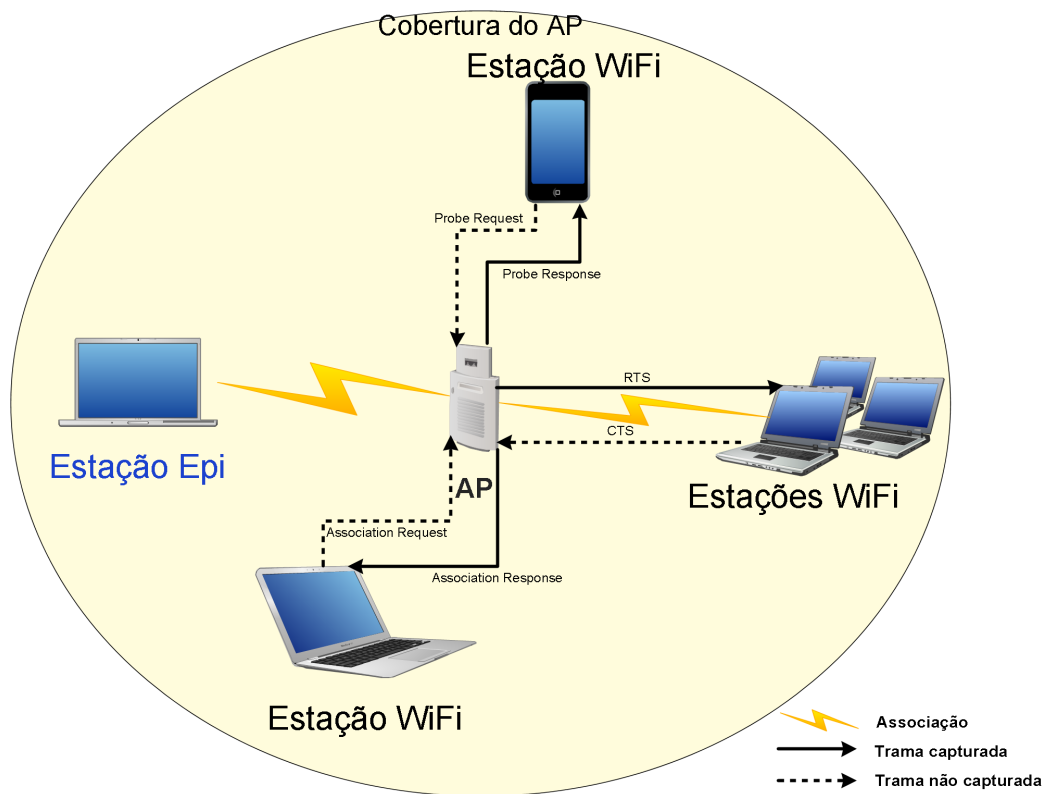 Cobertura do AP
Estação WiFi
Probe Request
Probe Response
RTS
CTS
Estação Epi
AP
Estações WiFi
Association Request
Association Response
Estação WiFi
Associação
Trama capturada
Trama não capturada